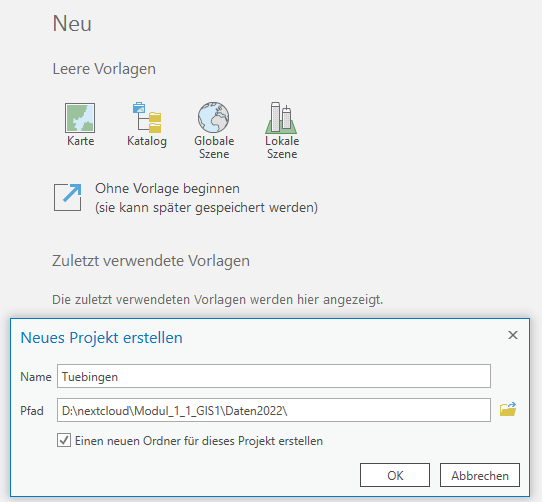 Neu
Leere Vorlagen
Karte
Katalog
Globale
Szene
Lokale
Szene
Ohne Vorlage beginnen
(sie kann später gespeichert werden)
Zuletzt verwendete Vorlagen
Die zuletzt verwendeten Vorlagen werden hier angezeigt.
Neues Projekt erstellen
Name Tuebingen
Pfad D:\nextcloud\Modul_1_1_GIS1\Daten2022\
Einen neuen Ordner für dieses Projekt erstellen
OK Abbrechen